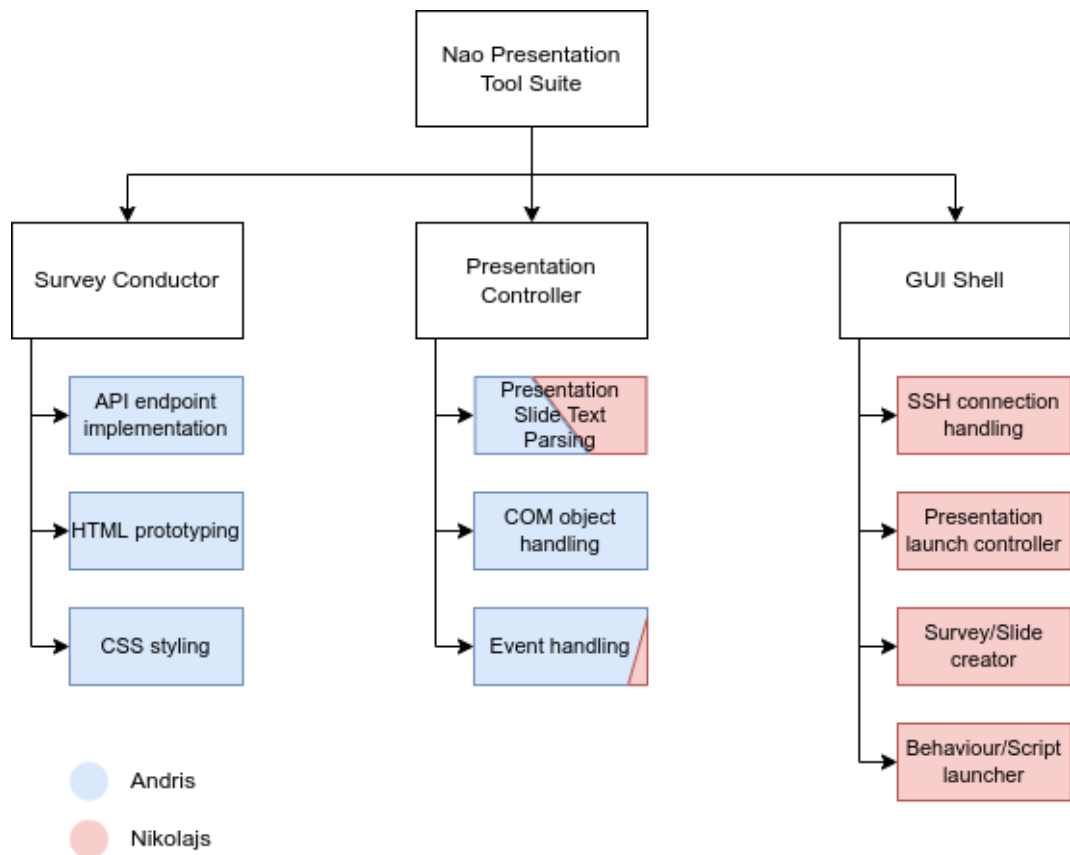 Nao Presentation
Tool Suite
Survey Conductor
Presentation
Controller
GUI Shell
API endpoint
implementation
HTML prototyping
CSS styling
Presentation
Slide Text
Parsing
COM object
handling
Event handling
SSH connection
handling
Presentation
launch controller
Survey/Slide
creator
Behaviour/Script
launcher
Andris
Nikolajs